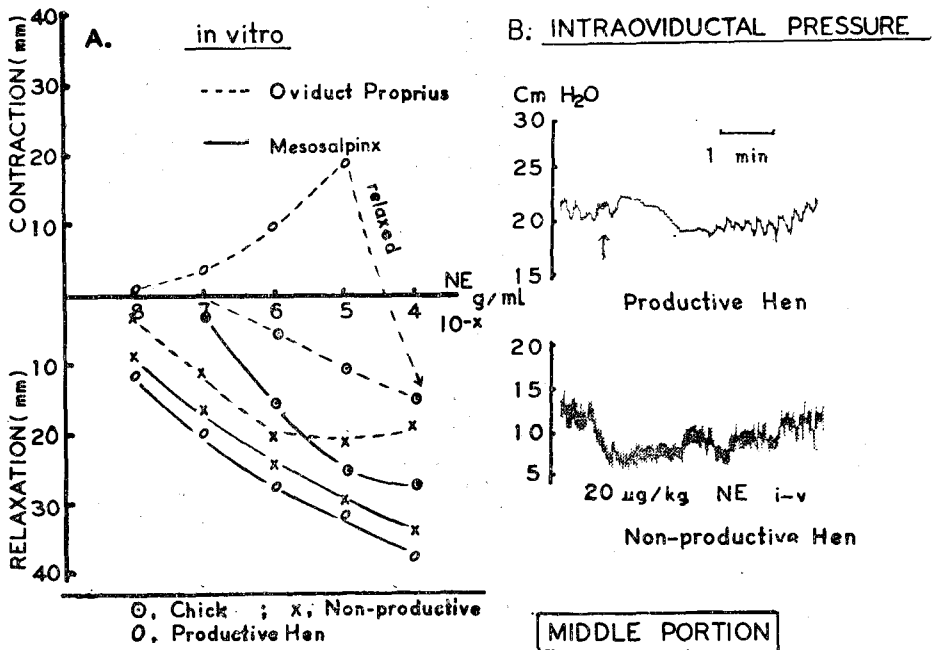 A. in vitro
CONTRACTION(mm)
40
30
20
10
---- Oviduct Proprius
—— Mesosalpinx
relaxed
NE
g/ml
10-x
8 7 6 5 4
RELAXATION(mm)
10
20
30
40
⊙, Chick ; x, Non-productive
O, Productive Hen
B: INTRAOVIDUCTAL PRESSURE
Cm H₂O
30
25
20
15
1 min
↑
Productive Hen
20
15
10
5
20 µg/kg NE i-v
Non-productive Hen
MIDDLE PORTION